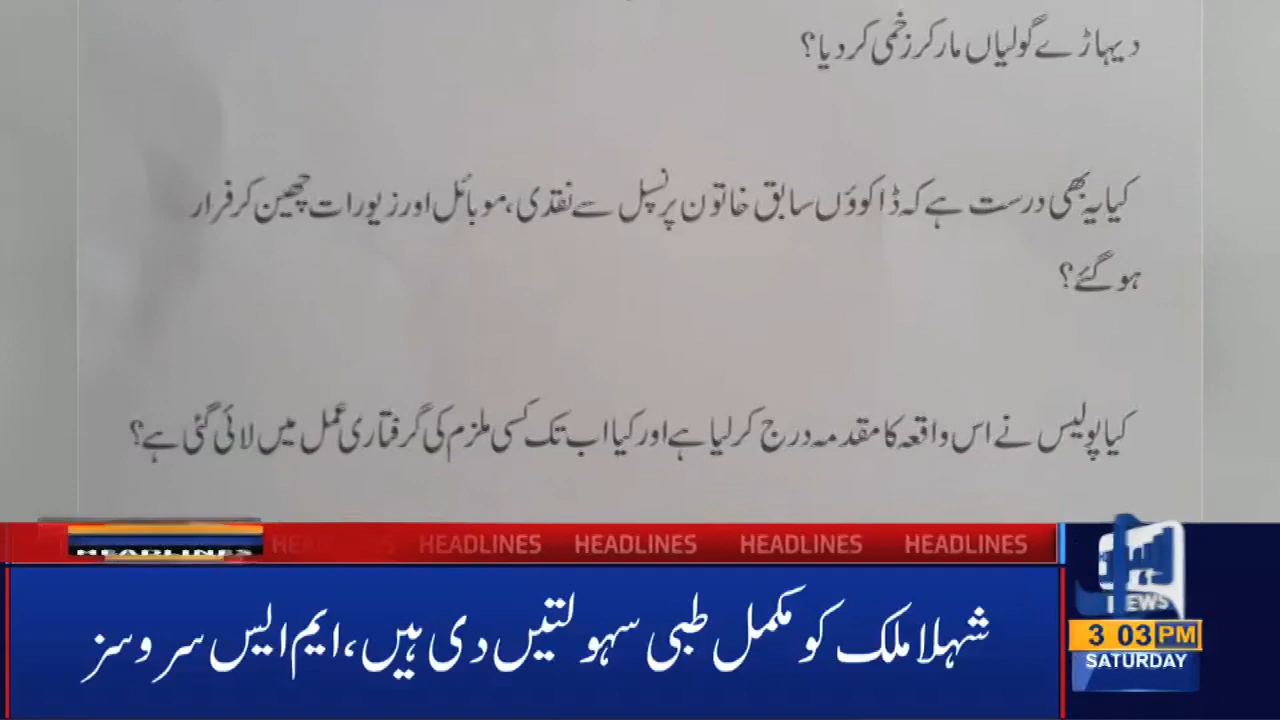 دیہاڑے گولیاں مار کر زخمی کر دیا؟
کیا یہ بھی درست ہے کہ ڈاکوؤں سابق خاتون پرنسپل سے نقدی، موبائل اور زیورات چھین کر فرار
ہو گئے؟
کیا پولیس نے اس واقعہ کا مقدمہ درج کر لیا ہے اور کیا اب تک کسی ملزم کی گرفتاری عمل میں لائی گئی ہے؟
HEADLINES HEADLINES HEADLINES HEADLINES HEADLINES HEADLINES
شہلا ملک کو مکمل طبی سہولتیں دی ہیں، ایم ایس سروسز
NEWS
3 03 PM
SATURDAY